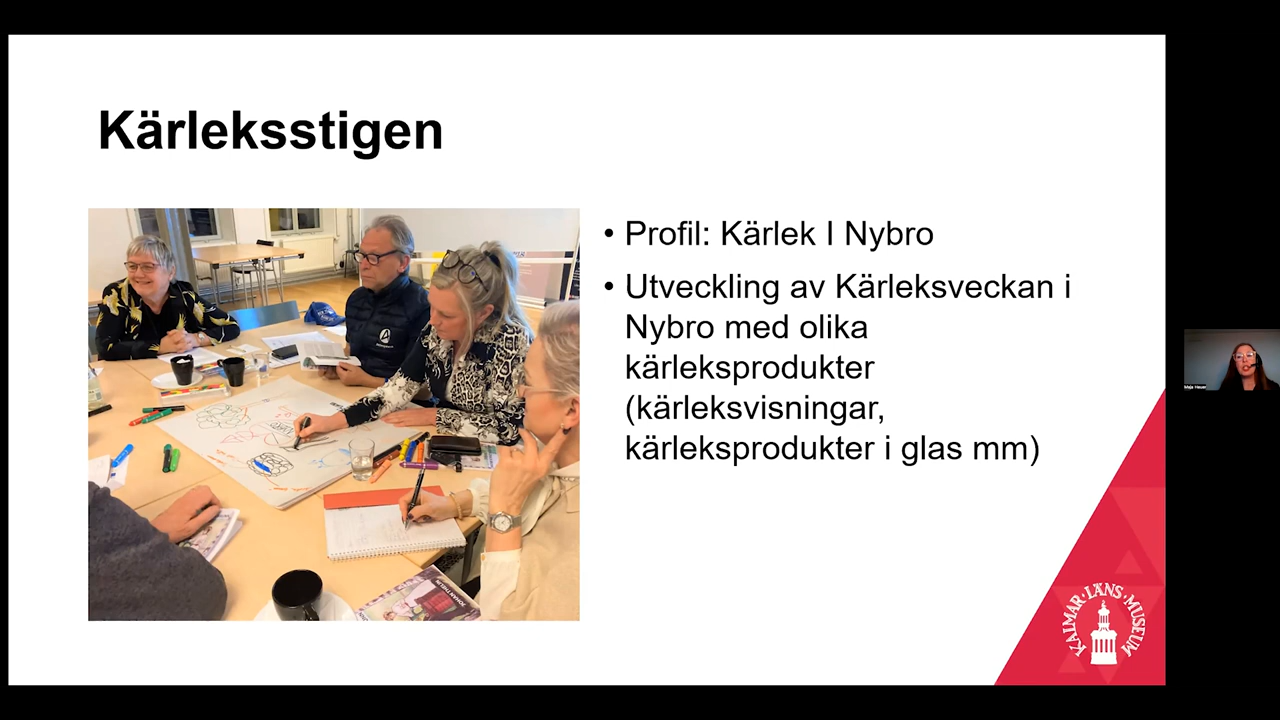 Kärleksstigen
• Profil: Kärlek I Nybro
• Utveckling av Kärleksveckan i
Nybro med olika
kärleksprodukter
(kärleksvisningar,
kärleksprodukter i glas mm)
KALMAR·LÄNS·MUSEUM